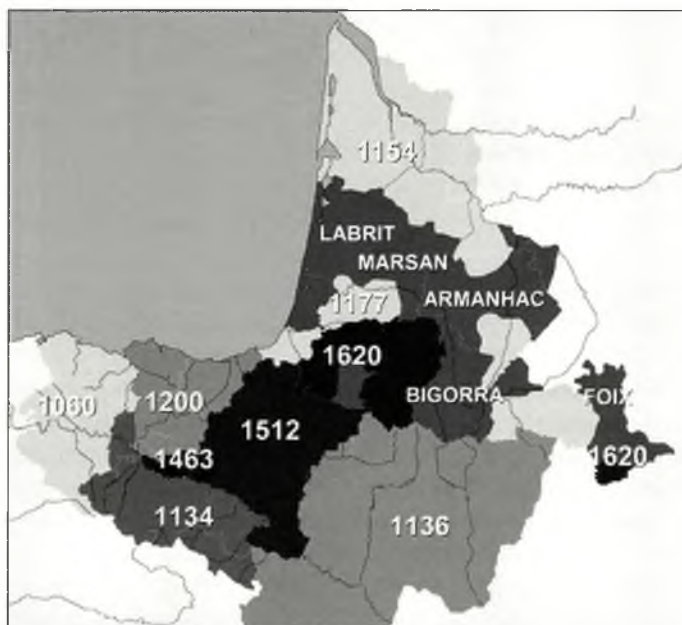 1154
LABRIT
MARSAN
ARMANHAC
1177
1620
BIGORRA
FOIX
1060
1200
1512
1463
1620
1134
1136